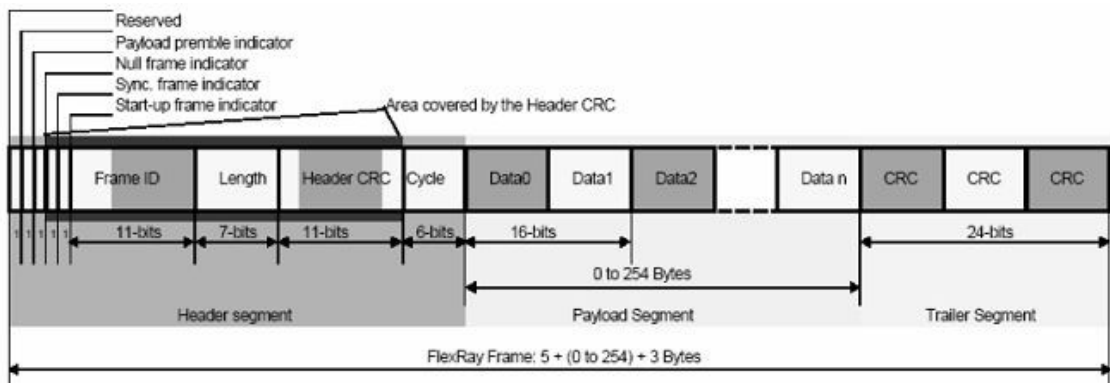 Reserved
Payload premble indicator
Null frame indicator
Sync. frame indicator
Start-up frame indicator
Area covered by the Header CRC
Frame ID Length Header CRC Cycle Data0 Data1 Data2 Data n CRC CRC CRC
1 1 1 1 1 11-bits 7-bits 11-bits 6-bits 16-bits 24-bits
0 to 254 Bytes
Header segment Payload Segment Trailer Segment
FlexRay Frame: 5 + (0 to 254) + 3 Bytes